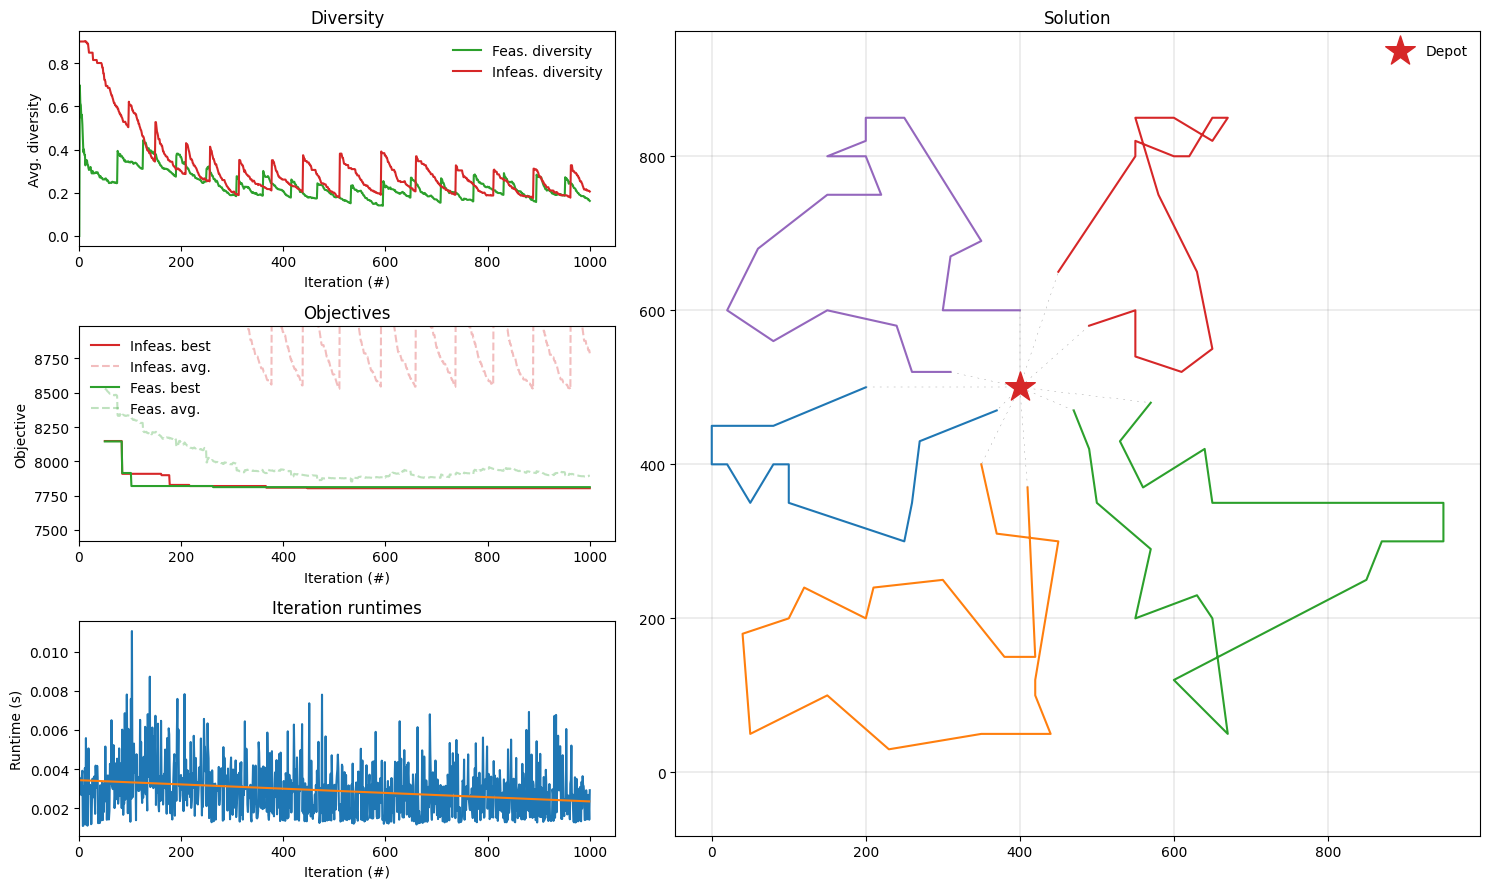 Diversity
Avg. diversity
0.8
0.6
0.4
0.2
0.0
Feas. diversity
Infeas. diversity
0 200 400 600 800 1000
Iteration (#)
Objectives
Objective
8750
8500
8250
8000
7750
7500
Infeas. best
Infeas. avg.
Feas. best
Feas. avg.
0 200 400 600 800 1000
Iteration (#)
Iteration runtimes
Runtime (s)
0.010
0.008
0.006
0.004
0.002
0 200 400 600 800 1000
Iteration (#)
Solution
Depot
800
600
400
200
0
0 200 400 600 800